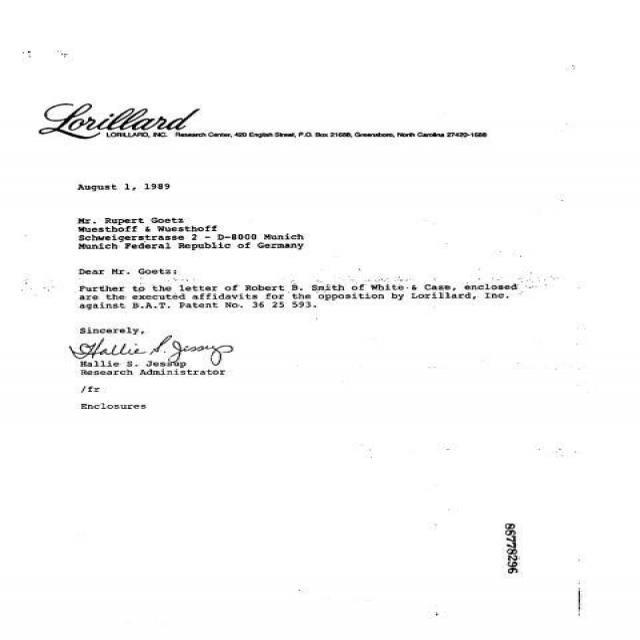 Lorillard
LORILLARD, INC. Research Center, 420 English Street, P.O. Box 21688, Greensboro, North Carolina 27420-1688
August 1, 1989
Mr. Rupert Goetz
Wuesthoff & Wuesthoff
Schweigerstrasse 2 - D-8000 Munich
Munich Federal Republic of Germany
Dear Mr. Goetz:
Further to the letter of Robert B. Smith of White & Case, enclosed
are the executed affidavits for the opposition by Lorillard, Inc.
against B.A.T. Patent No. 36 25 593.
Sincerely,
Hallie S. Jessup
Hallie S. Jessup
Research Administrator
/fr
Enclosures
86778296